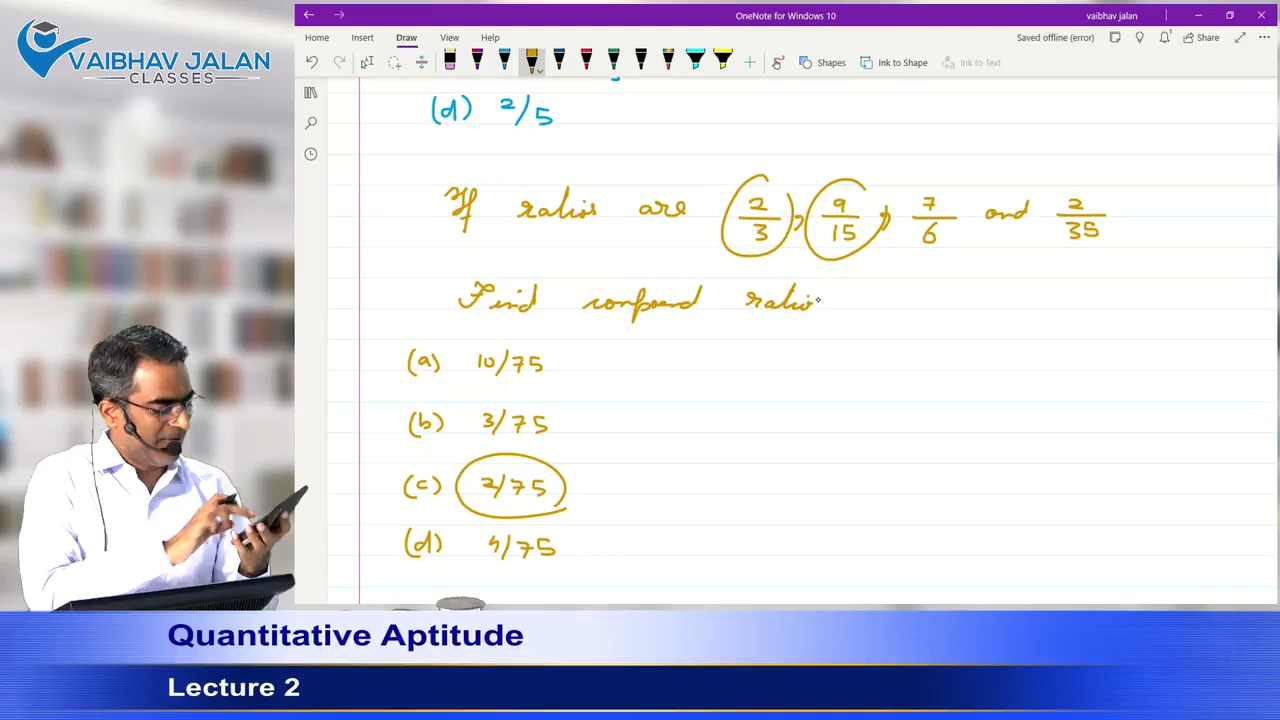 VAIBHAV JALAN
CLASSES
OneNote for Windows 10
vaibhav jalan
Home Insert Draw View Help
Saved offline (error)
Share
Shapes
Ink to Shape
Ink to Text
(d) 2/5
If ratios are 2/3, 9/15, 7/6 and 2/35
Find compound ratio
(a) 10/75
(b) 3/75
(c) 2/75
(d) 4/75
Quantitative Aptitude
Lecture 2